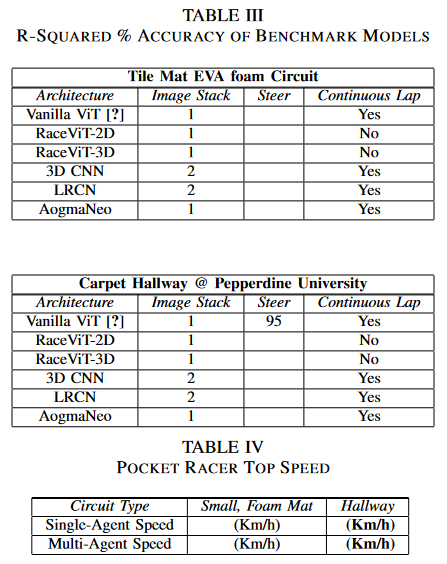 TABLE III
R-SQUARED % ACCURACY OF BENCHMARK MODELS
Tile Mat EVA foam Circuit
Architecture Image Stack Steer Continuous Lap
Vanilla ViT [?] 1 Yes
RaceViT-2D 1 No
RaceViT-3D 1 No
3D CNN 2 Yes
LRCN 2 Yes
AogmaNeo 1 Yes
Carpet Hallway @ Pepperdine University
Architecture Image Stack Steer Continuous Lap
Vanilla ViT [?] 1 95 Yes
RaceViT-2D 1 No
RaceViT-3D 1 No
3D CNN 2 Yes
LRCN 2 Yes
AogmaNeo 1 Yes
TABLE IV
POCKET RACER TOP SPEED
Circuit Type Small, Foam Mat Hallway
Single-Agent Speed (Km/h) (Km/h)
Multi-Agent Speed (Km/h) (Km/h)